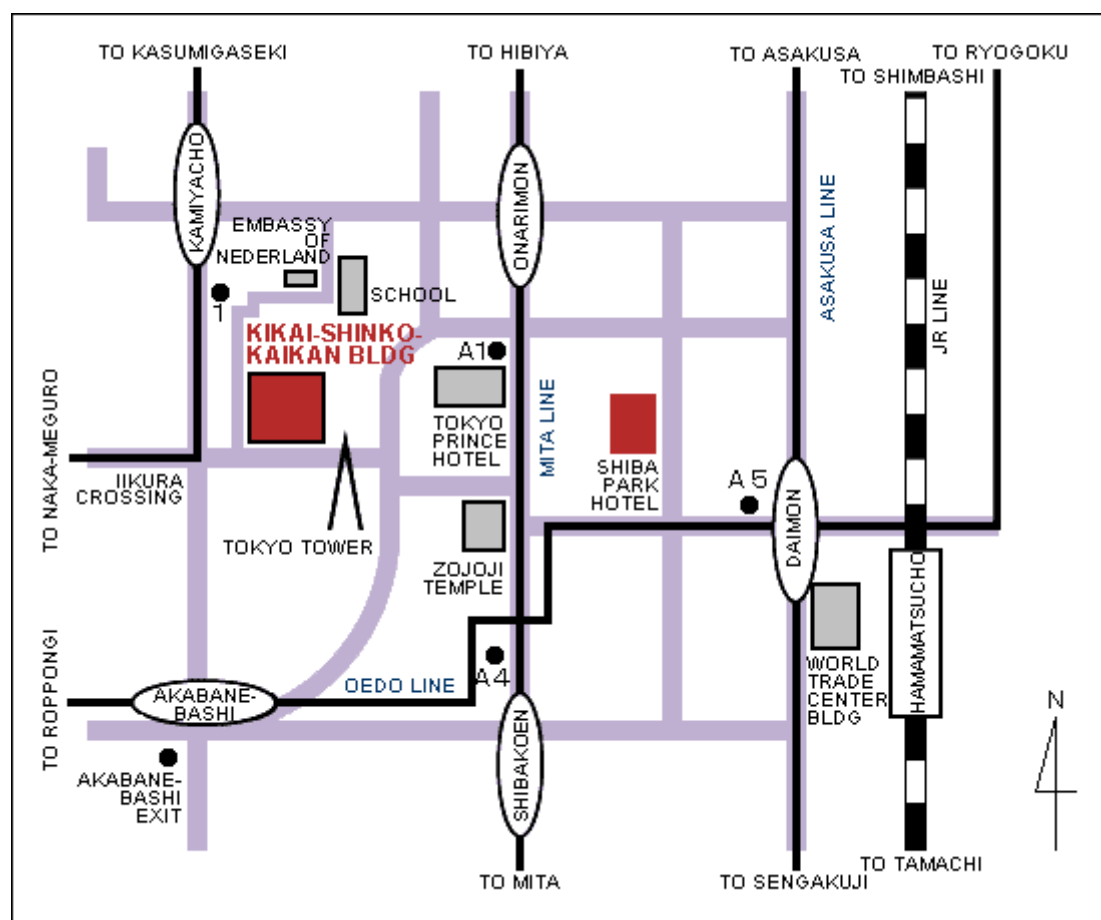 TO KASUMIGASEKI
TO HIBIYA
TO ASAKUSA
TO RYOGOKU
TO SHIMBASHI
KAMIYACHO
ONARIMON
ASAKUSA LINE
JR LINE
EMBASSY
OF
NEDERLAND
SCHOOL
1
KIKAI-SHINKO-
KAIKAN BLDG
A1
TOKYO
PRINCE
HOTEL
MITA LINE
SHIBA
PARK
HOTEL
A 5
TO NAKA-MEGURO
IIKURA
CROSSING
TOKYO TOWER
ZOJOJI
TEMPLE
DAIMON
HAMAMATSUCHO
WORLD
TRADE
CENTER
BLDG
TO ROPPONGI
AKABANE-
BASHI
OEDO LINE
A4
SHIBAKOEN
AKABANE-
BASHI
EXIT
N
TO MITA
TO SENGAKUJI
TO TAMACHI